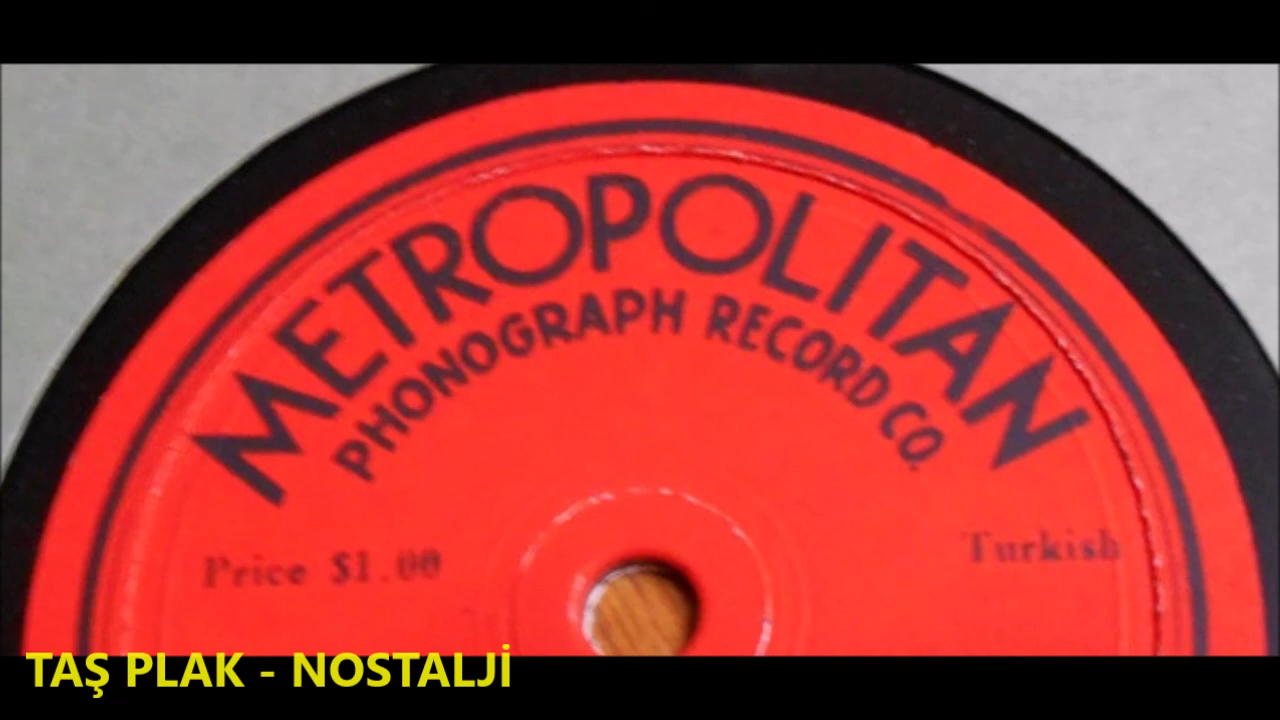 METROPOLITAN
PHONOGRAPH RECORD CO.
Price $1.00
Turkish
TAŞ PLAK - NOSTALJİ